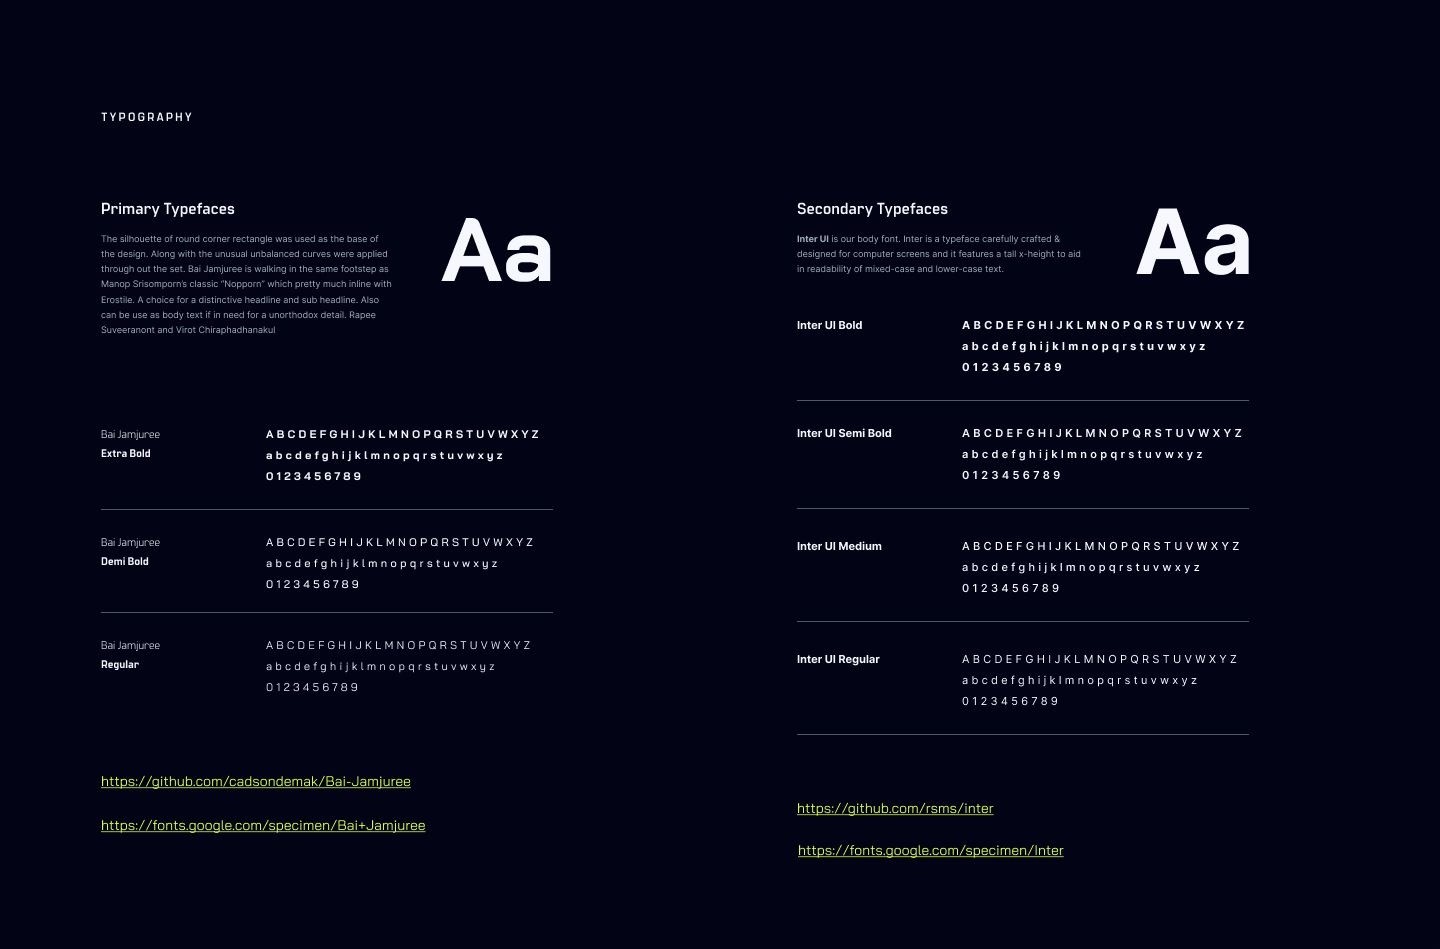 TYPOGRAPHY
Primary Typefaces
The silhouette of round corner rectangle was used as the base of
the design. Along with the unusual unbalanced curves were applied
through out the set. Bai Jamjuree is walking in the same footstep as
Manop Srisomporn's classic "Nopporn" which pretty much inline with
Erostile. A choice for a distinctive headline and sub headline. Also
can be use as body text if in need for a unorthodox detail. Rapee
Suveeranont and Virot Chiraphadhanakul
Aa
Bai Jamjuree
Extra Bold
A B C D E F G H I J K L M N O P Q R S T U V W X Y Z
a b c d e f g h i j k l m n o p q r s t u v w x y z
0 1 2 3 4 5 6 7 8 9
Bai Jamjuree
Demi Bold
A B C D E F G H I J K L M N O P Q R S T U V W X Y Z
a b c d e f g h i j k l m n o p q r s t u v w x y z
0 1 2 3 4 5 6 7 8 9
Bai Jamjuree
Regular
A B C D E F G H I J K L M N O P Q R S T U V W X Y Z
a b c d e f g h i j k l m n o p q r s t u v w x y z
0 1 2 3 4 5 6 7 8 9
https://github.com/cadsondemak/Bai-Jamjuree
https://fonts.google.com/specimen/Bai+Jamjuree
Secondary Typefaces
Inter UI is our body font. Inter is a typeface carefully crafted &
designed for computer screens and it features a tall x-height to aid
in readability of mixed-case and lower-case text.
Aa
Inter UI Bold
A B C D E F G H I J K L M N O P Q R S T U V W X Y Z
a b c d e f g h i j k l m n o p q r s t u v w x y z
0 1 2 3 4 5 6 7 8 9
Inter UI Semi Bold
A B C D E F G H I J K L M N O P Q R S T U V W X Y Z
a b c d e f g h i j k l m n o p q r s t u v w x y z
0 1 2 3 4 5 6 7 8 9
Inter UI Medium
A B C D E F G H I J K L M N O P Q R S T U V W X Y Z
a b c d e f g h i j k l m n o p q r s t u v w x y z
0 1 2 3 4 5 6 7 8 9
Inter UI Regular
A B C D E F G H I J K L M N O P Q R S T U V W X Y Z
a b c d e f g h i j k l m n o p q r s t u v w x y z
0 1 2 3 4 5 6 7 8 9
https://github.com/rsms/inter
https://fonts.google.com/specimen/Inter